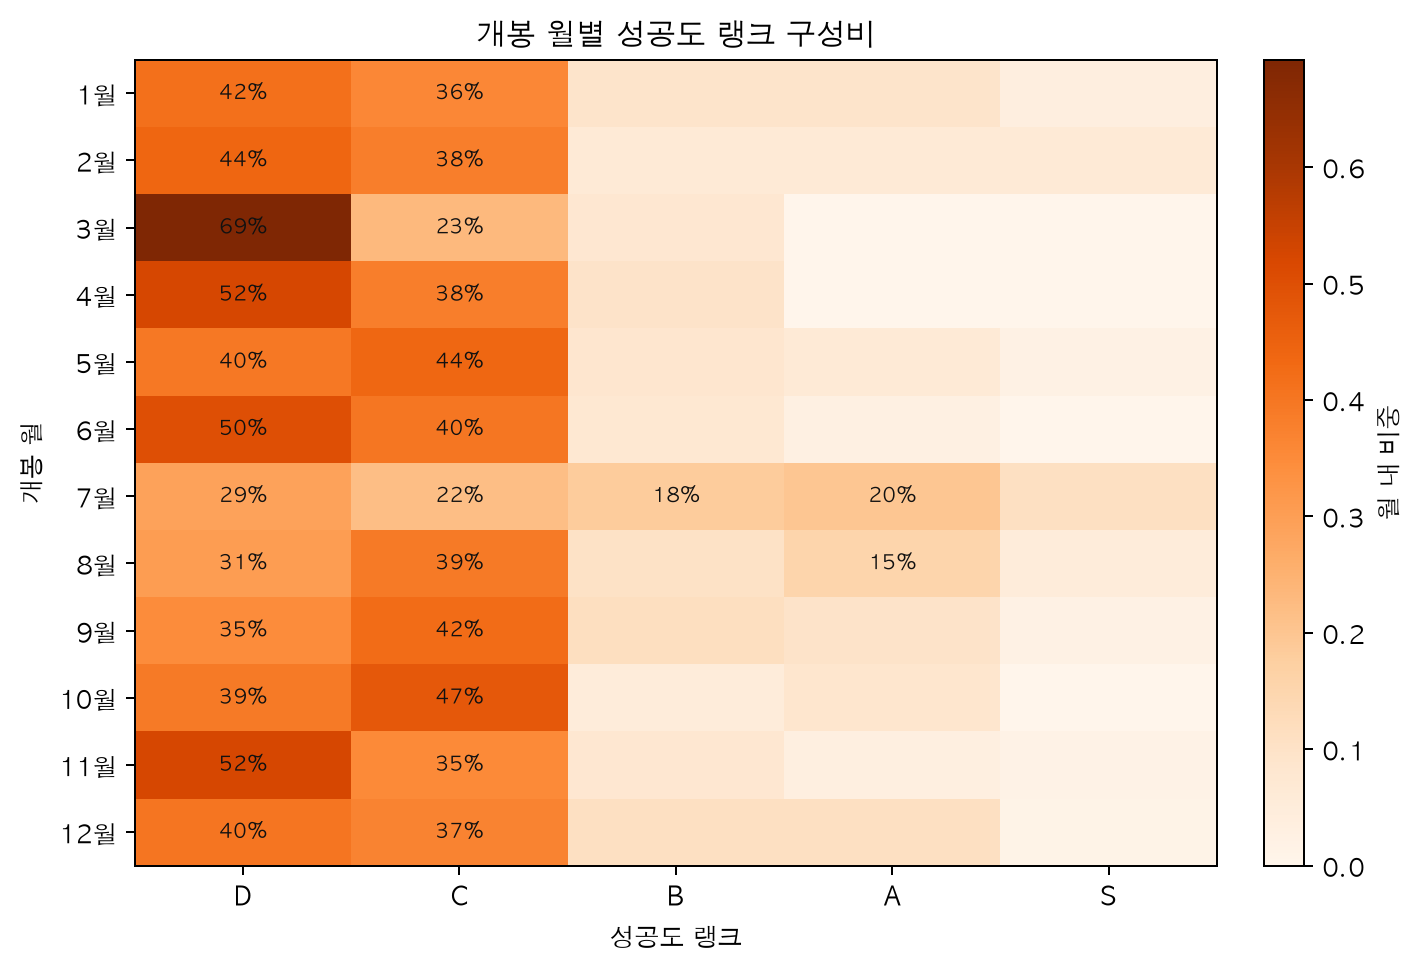 개봉 월별 성공도 랭크 구성비
1월 42% 36%
2월 44% 38%
3월 69% 23%
4월 52% 38%
5월 40% 44%
6월 50% 40%
7월 29% 22% 18% 20%
8월 31% 39% 15%
9월 35% 42%
10월 39% 47%
11월 52% 35%
12월 40% 37%
D C B A S
성공도 랭크
개봉 월
0.6
0.5
0.4
0.3
0.2
0.1
0.0
월 내 비중